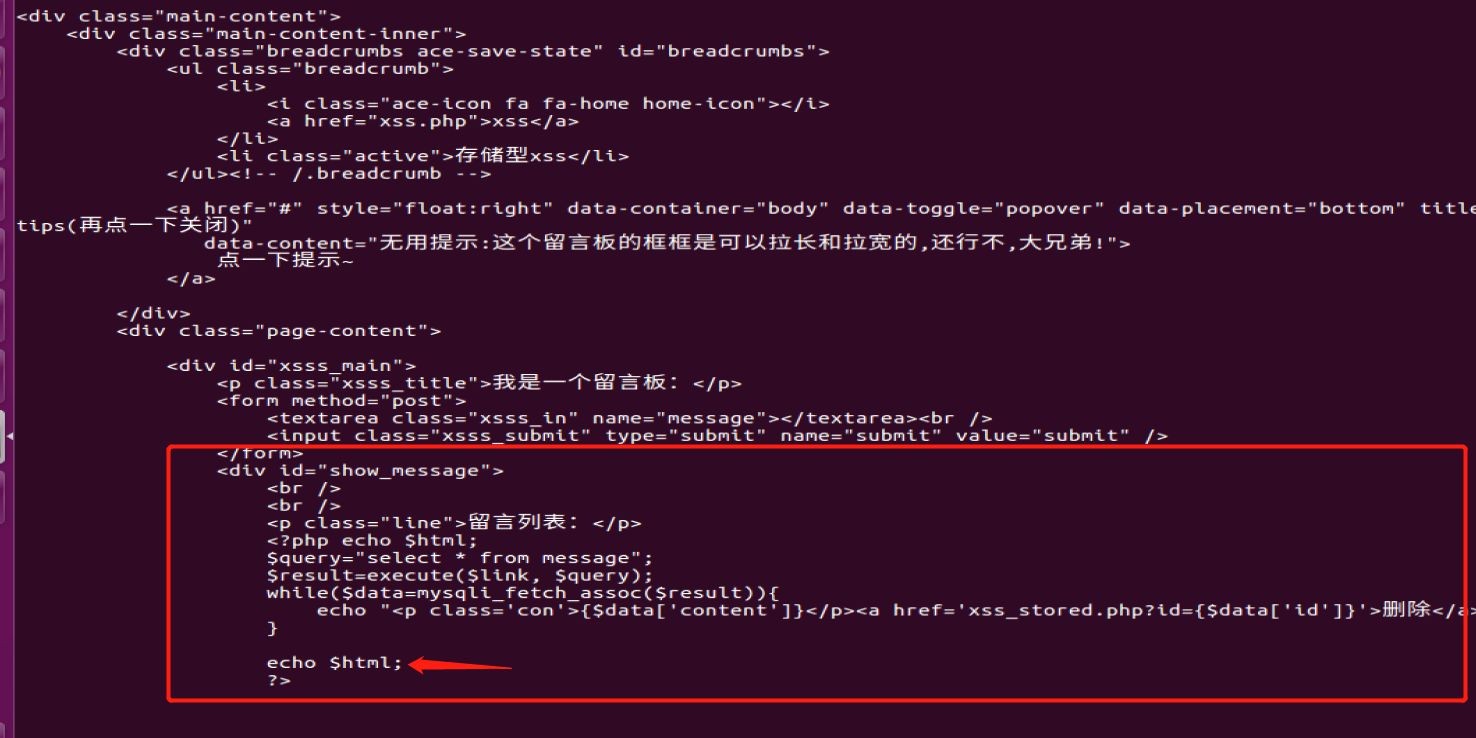 <div class="main-content">
<div class="main-content-inner">
<div class="breadcrumbs ace-save-state" id="breadcrumbs">
<ul class="breadcrumb">
<li>
<i class="ace-icon fa fa-home home-icon"></i>
<a href="xss.php">xss</a>
</li>
<li class="active">存储型xss</li>
</ul><!-- /.breadcrumb -->
<a href="#" style="float:right" data-container="body" data-toggle="popover" data-placement="bottom" title
tips(再点一下关闭)"
data-content="无用提示:这个留言板的框框是可以拉长和拉宽的,还行不,大兄弟!">
点一下提示~
</a>
</div>
<div class="page-content">
<div id="xsss_main">
<p class="xsss_title">我是一个留言板：</p>
<form method="post">
<textarea class="xsss_in" name="message"></textarea><br />
<input class="xsss_submit" type="submit" name="submit" value="submit" />
</form>
<div id="show_message">
<br />
<br />
<p class="line">留言列表：</p>
<?php echo $html;
$query="select * from message";
$result=execute($link, $query);
while($data=mysqli_fetch_assoc($result)){
echo "<p class='con'>{$data['content']}</p><a href='xss_stored.php?id={$data['id']}'>删除</a>
}
echo $html;
?>